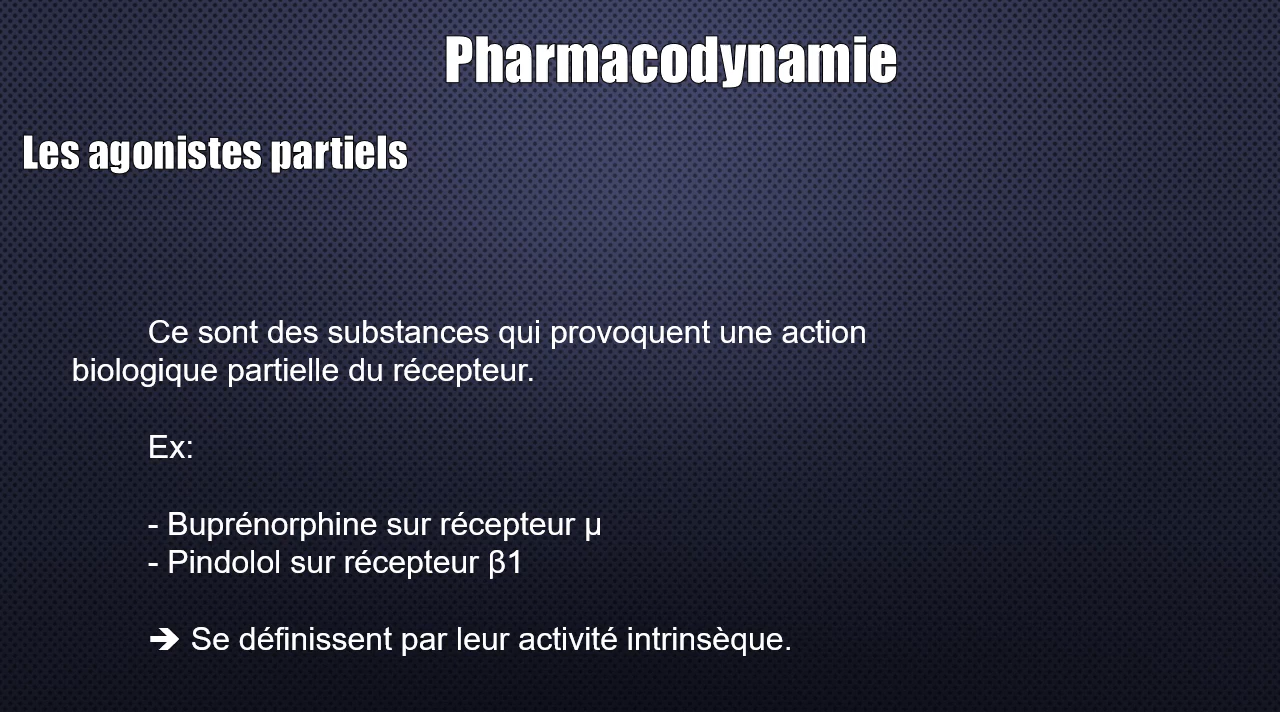 Pharmacodynamie
Les agonistes partiels
Ce sont des substances qui provoquent une action
biologique partielle du récepteur.
Ex:
- Buprénorphine sur récepteur µ
- Pindolol sur récepteur β1
➔ Se définissent par leur activité intrinsèque.